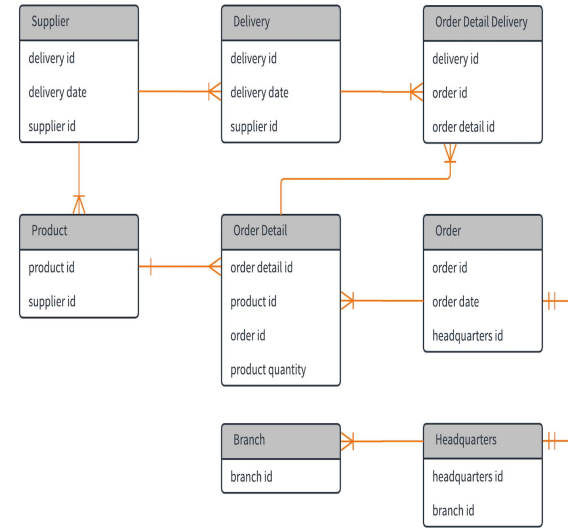 Supplier
delivery id
delivery date
supplier id
Delivery
delivery id
delivery date
supplier id
Order Detail Delivery
delivery id
order id
order detail id
Product
product id
supplier id
Order Detail
order detail id
product id
order id
product quantity
Order
order id
order date
headquarters id
Branch
branch id
Headquarters
headquarters id
branch id